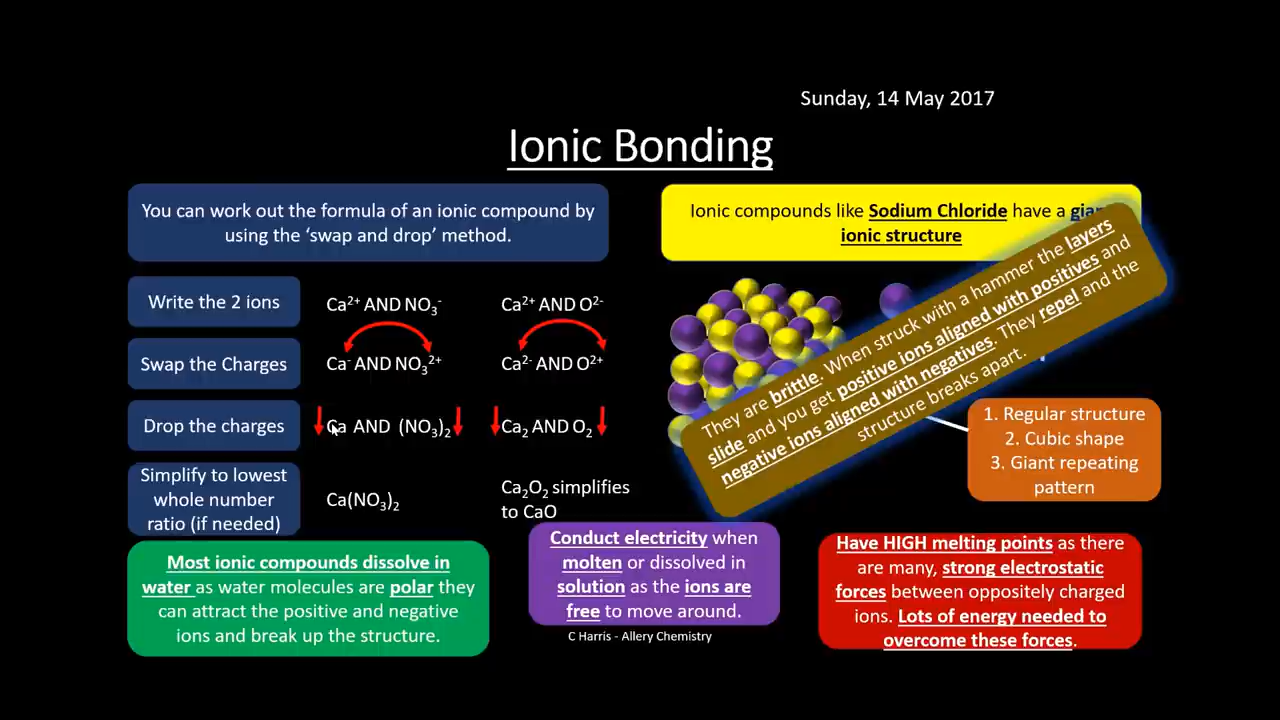 Sunday, 14 May 2017
Ionic Bonding
You can work out the formula of an ionic compound by
using the ‘swap and drop’ method.
Write the 2 ions
Ca²⁺ AND NO₃⁻
Ca²⁺ AND O²⁻
Swap the Charges
Ca⁻ AND NO₃²⁺
Ca²⁻ AND O²⁺
Drop the charges
Ca AND (NO₃)₂
Ca₂ AND O₂
Simplify to lowest
whole number
ratio (if needed)
Ca(NO₃)₂
Ca₂O₂ simplifies
to CaO
Ionic compounds like Sodium Chloride have a
ionic structure
They are brittle. When struck with a hammer the layers
slide and you get positive ions aligned with positives and
negative ions aligned with negatives. They repel and the
structure breaks apart.
1. Regular structure
2. Cubic shape
3. Giant repeating
pattern
Most ionic compounds dissolve in
water as water molecules are polar they
can attract the positive and negative
ions and break up the structure.
Conduct electricity when
molten or dissolved in
solution as the ions are
free to move around.
C Harris - Allery Chemistry
Have HIGH melting points as there
are many, strong electrostatic
forces between oppositely charged
ions. Lots of energy needed to
overcome these forces.